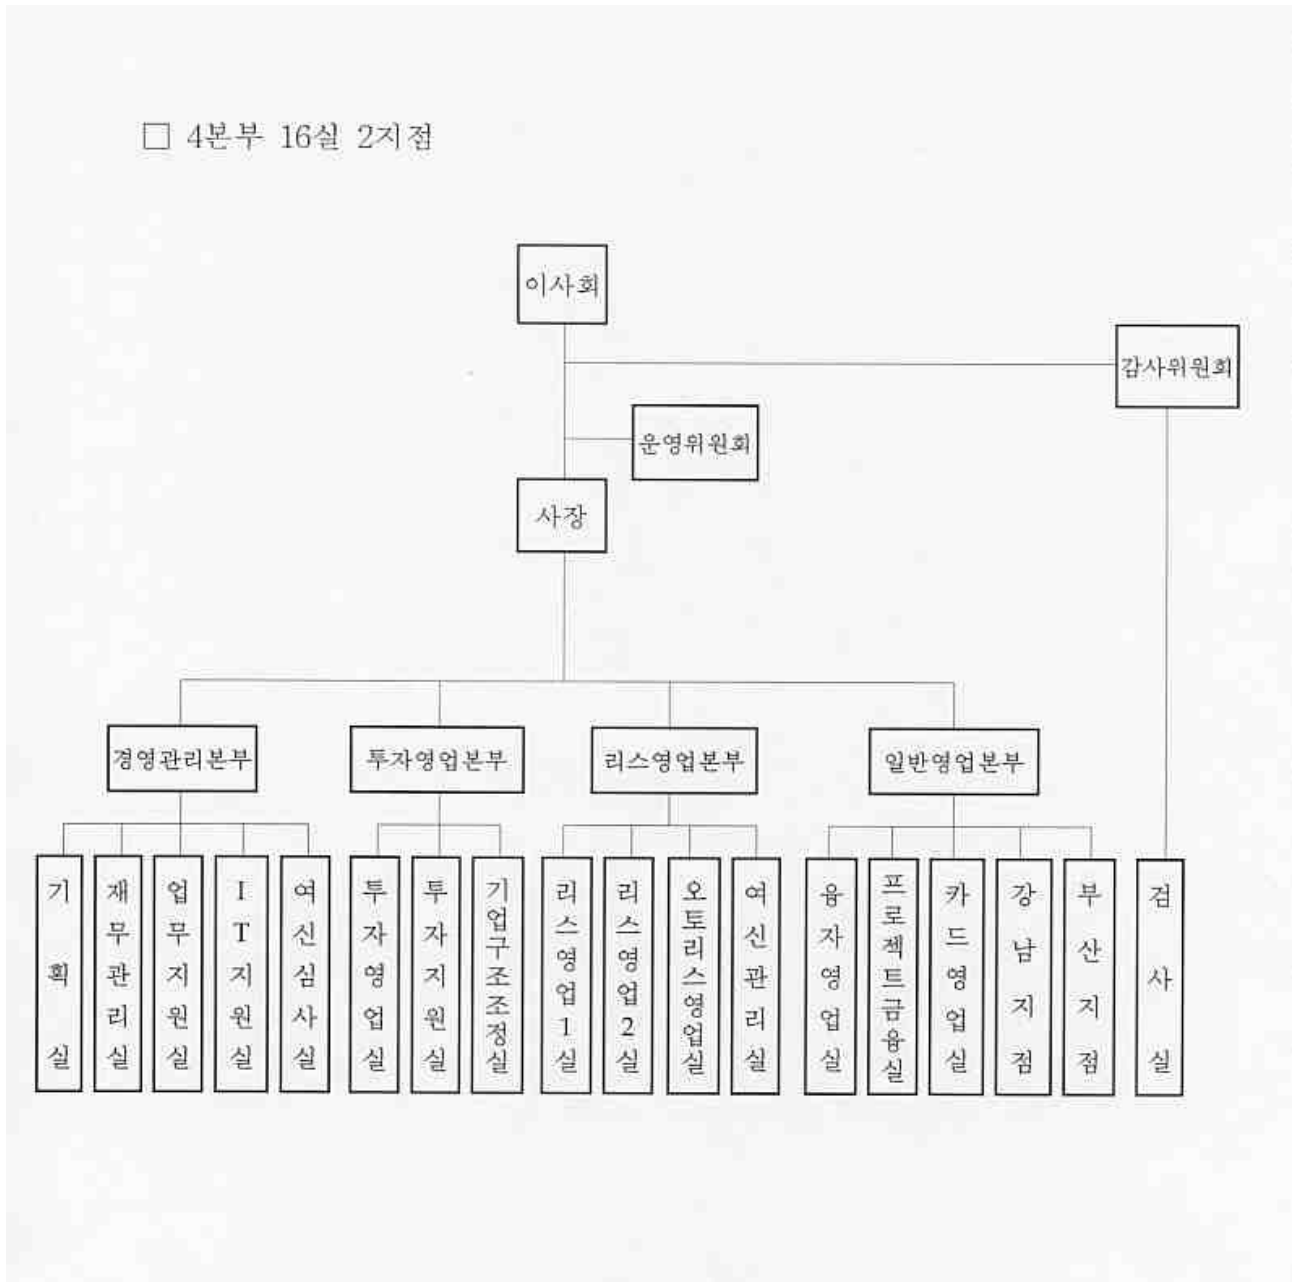 □ 4본부 16실 2지점
이사회
감사위원회
운영위원회
사장
경영관리본부
투자영업본부
리스영업본부
일반영업본부
기획실
재무관리실
업무지원실
IT지원실
여신심사실
투자영업실
투자지원실
기업구조조정실
리스영업1실
리스영업2실
오토리스영업실
여신관리실
융자영업실
프로젝트금융실
카드영업실
강남지점
부산지점
검사실